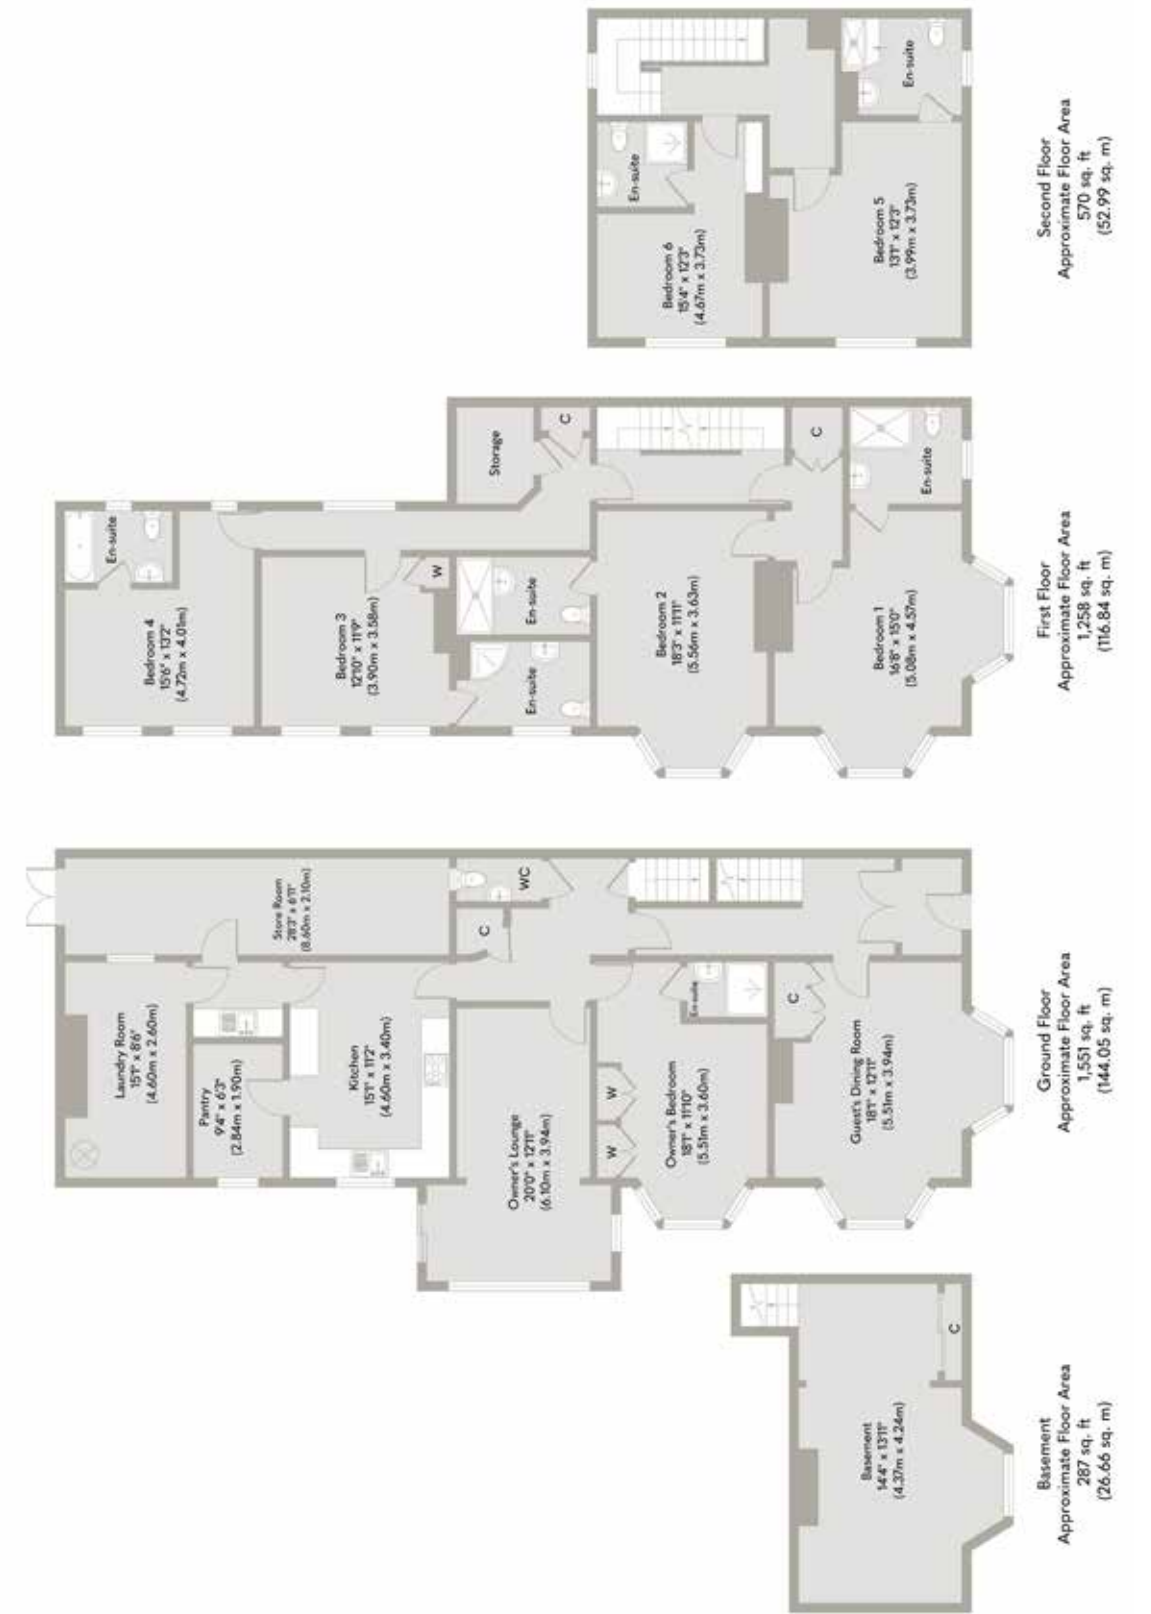 Basement
14'4" x 13'11"
(4.37m x 4.24m)
C
Basement
Approximate Floor Area
287 sq. ft
(26.66 sq. m)
Store Room
28'3" x 6'11"
(8.60m x 2.10m)
Laundry Room
15'1" x 8'6"
(4.60m x 2.60m)
Pantry
9'4" x 6'3"
(2.84m x 1.90m)
Kitchen
15'1" x 11'2"
(4.60m x 3.40m)
WC
C
Owner's Lounge
20'0" x 12'11"
(6.10m x 3.94m)
W
W
Owner's Bedroom
18'1" x 11'10"
(5.51m x 3.60m)
En-suite
C
Guest's Dining Room
18'1" x 12'11"
(5.51m x 3.94m)
Ground Floor
Approximate Floor Area
1,551 sq. ft
(144.05 sq. m)
En-suite
Bedroom 4
15'6" x 13'2"
(4.72m x 4.01m)
Bedroom 3
12'10" x 11'9"
(3.90m x 3.58m)
W
Storage
C
En-suite
En-suite
Bedroom 2
18'3" x 11'11"
(5.56m x 3.63m)
C
En-suite
Bedroom 1
16'8" x 15'0"
(5.08m x 4.57m)
First Floor
Approximate Floor Area
1,258 sq. ft
(116.84 sq. m)
En-suite
Bedroom 6
15'4" x 12'3"
(4.67m x 3.73m)
En-suite
Bedroom 5
13'1" x 12'3"
(3.99m x 3.73m)
Second Floor
Approximate Floor Area
570 sq. ft
(52.99 sq. m)